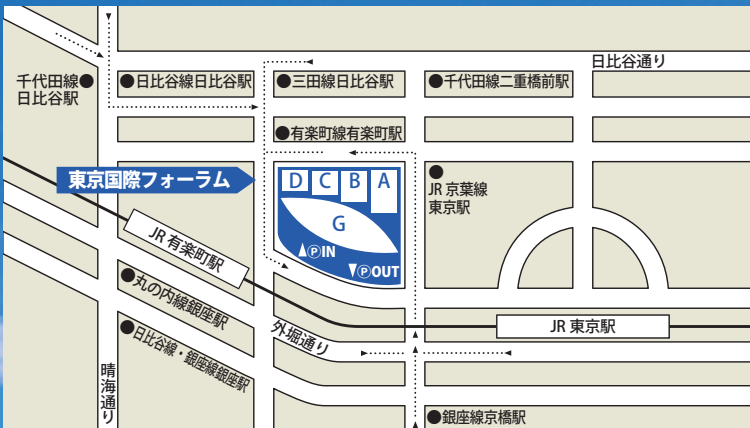 日比谷通り
千代田線
日比谷駅
日比谷線日比谷駅
三田線日比谷駅
千代田線二重橋前駅
有楽町線有楽町駅
東京国際フォーラム
D C B A
G
ⓅIN
ⓅOUT
JR 京葉線
東京駅
JR 有楽町駅
丸の内線銀座駅
日比谷線・銀座線銀座駅
外堀通り
JR 東京駅
晴海通り
銀座線京橋駅